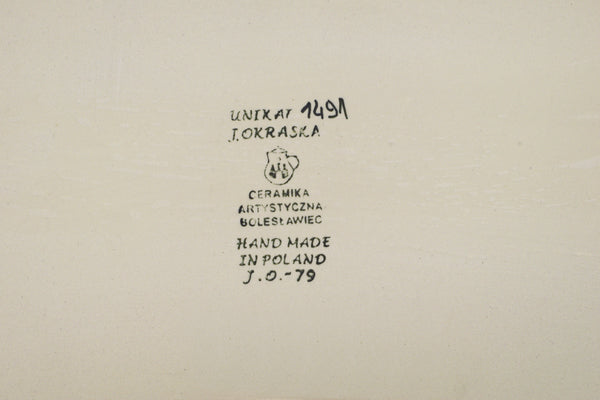 UNIKAT 1491
J. OKRASKA
CERAMIKA
ARTYSTYCZNA
BOLESŁAWIEC
HAND MADE
IN POLAND
J.O.-79